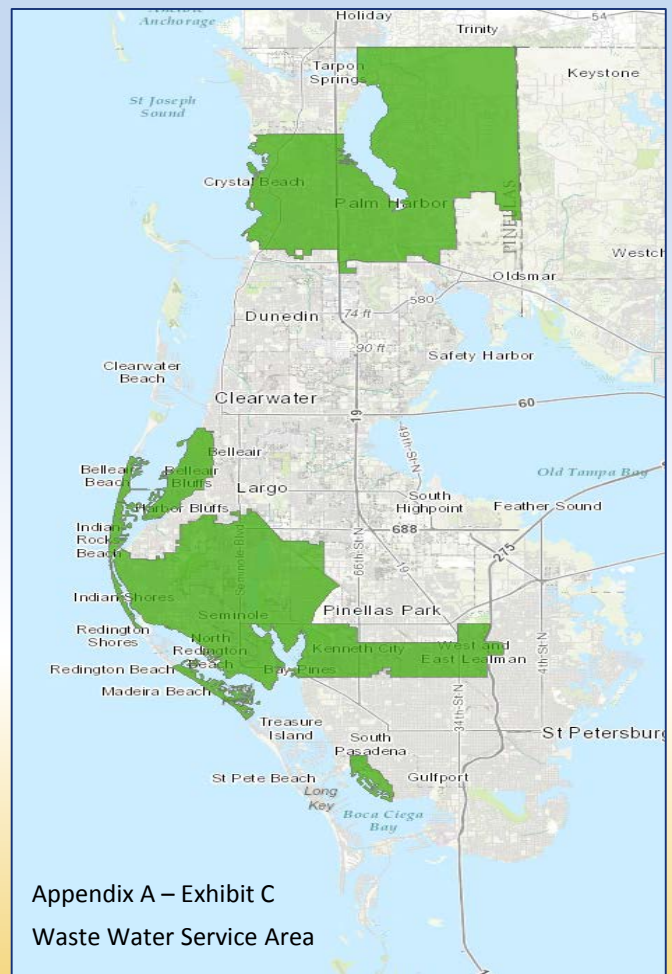 Anclote
Anchorage
Holiday
54
Trinity
Tarpon
Springs
Keystone
St Joseph
Sound
Crystal Beach
Palm Harbor
PINELLAS
Westch
Oldsmar
580
Dunedin
74 ft
90 ft
Safety Harbor
Clearwater
Beach
Clearwater
19
60
49th St N
Belleair
Old Tampa Bay
Belleair
Beach
Belleair
Bluffs
Largo
South
Highpoint
Feather Sound
Harbor Bluffs
Indian
Rocks
Beach
688
275
Seminole Blvd
66th St N
19
Indian Shores
Seminole
Pinellas Park
Redington
Shores
North
Redington
Beach
Kenneth City
West and
East Lealman
4th St N
Redington Beach
Bay Pines
Madeira Beach
34th St N
Treasure
Island
South
Pasadena
St Petersburg
St Pete Beach
Gulfport
Long
Key
Boca Ciega
Bay
Appendix A – Exhibit C
Waste Water Service Area